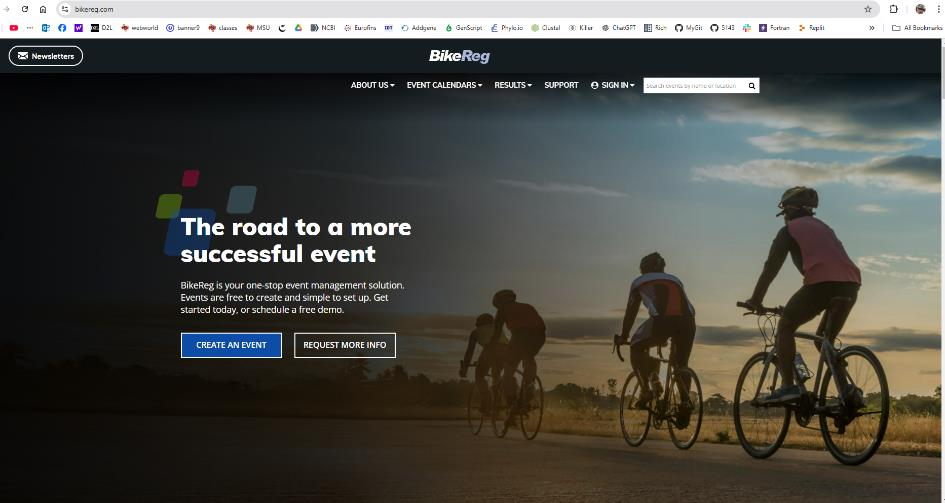 bikereg.com
D2L webworld banner9 classes MSU NCBI Eurofins IDT Addgene GenScript Phylo.io Clustal Killer ChatGPT Rich MyGit 5143 Fortran Replit » All Bookmarks
Newsletters
BikeReg
ABOUT US EVENT CALENDARS RESULTS SUPPORT SIGN IN Search events by name or location
The road to a more
successful event
BikeReg is your one-stop event management solution.
Events are free to create and simple to set up. Get
started today, or schedule a free demo.
CREATE AN EVENT REQUEST MORE INFO